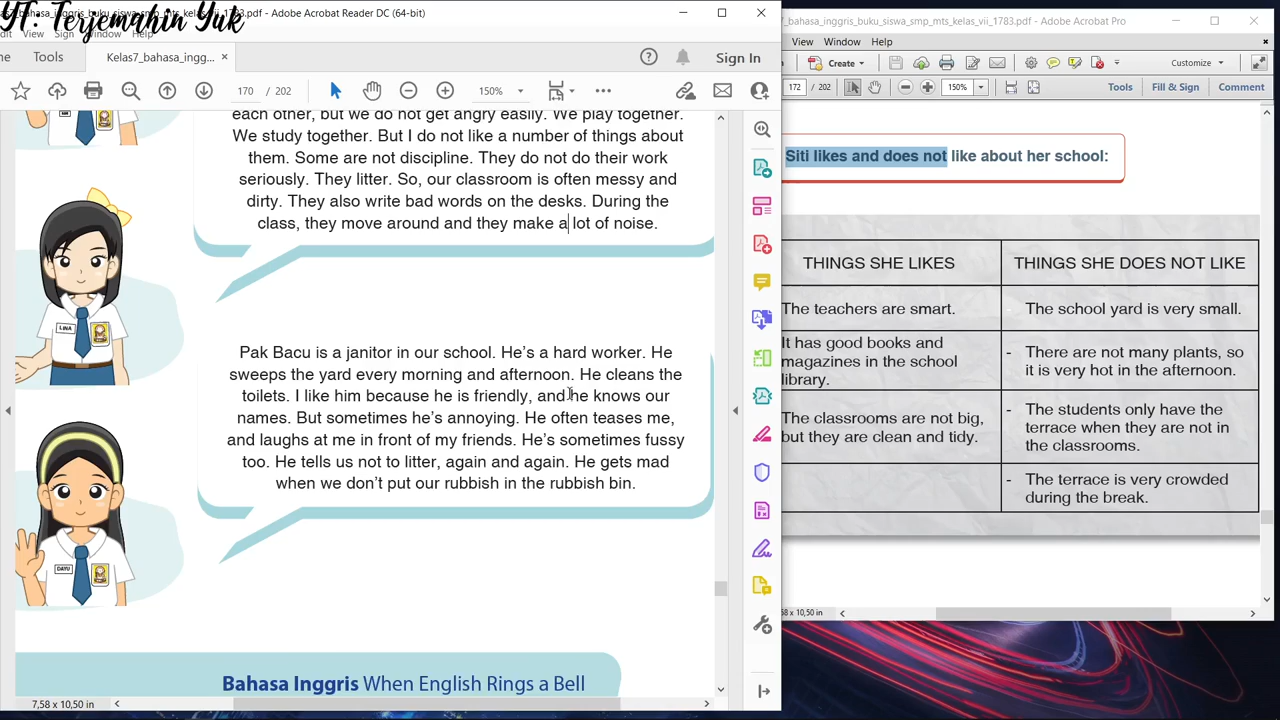 YT: Terjemahin Yuk
s7_bahasa_inggris_buku_siswa_smp_mts_kelas_vii_1783.pdf - Adobe Acrobat Reader DC (64-bit)
View Sign Window Help
Tools
Kelas7_bahasa_ingg... ×
Sign In
170 / 202
150%
each other, but we do not get angry easily. We play together.
We study together. But I do not like a number of things about
them. Some are not discipline. They do not do their work
seriously. They litter. So, our classroom is often messy and
dirty. They also write bad words on the desks. During the
class, they move around and they make a lot of noise.
LINA
Pak Bacu is a janitor in our school. He's a hard worker. He
sweeps the yard every morning and afternoon. He cleans the
toilets. I like him because he is friendly, and he knows our
names. But sometimes he's annoying. He often teases me,
and laughs at me in front of my friends. He's sometimes fussy
too. He tells us not to litter, again and again. He gets mad
when we don't put our rubbish in the rubbish bin.
DAYU
Bahasa Inggris When English Rings a Bell
7,58 x 10,50 in
_bahasa_inggris_buku_siswa_smp_mts_kelas_vii_1783.pdf - Adobe Acrobat Pro
View Window Help
Create
Customize
172 / 202
150%
Tools Fill & Sign Comment
Siti likes and does not like about her school:
THINGS SHE LIKES
THINGS SHE DOES NOT LIKE
The teachers are smart.
- The school yard is very small.
It has good books and
magazines in the school
library.
- There are not many plants, so
it is very hot in the afternoon.
The classrooms are not big,
but they are clean and tidy.
- The students only have the
terrace when they are not in
the classrooms.
- The terrace is very crowded
during the break.
58 x 10,50 in